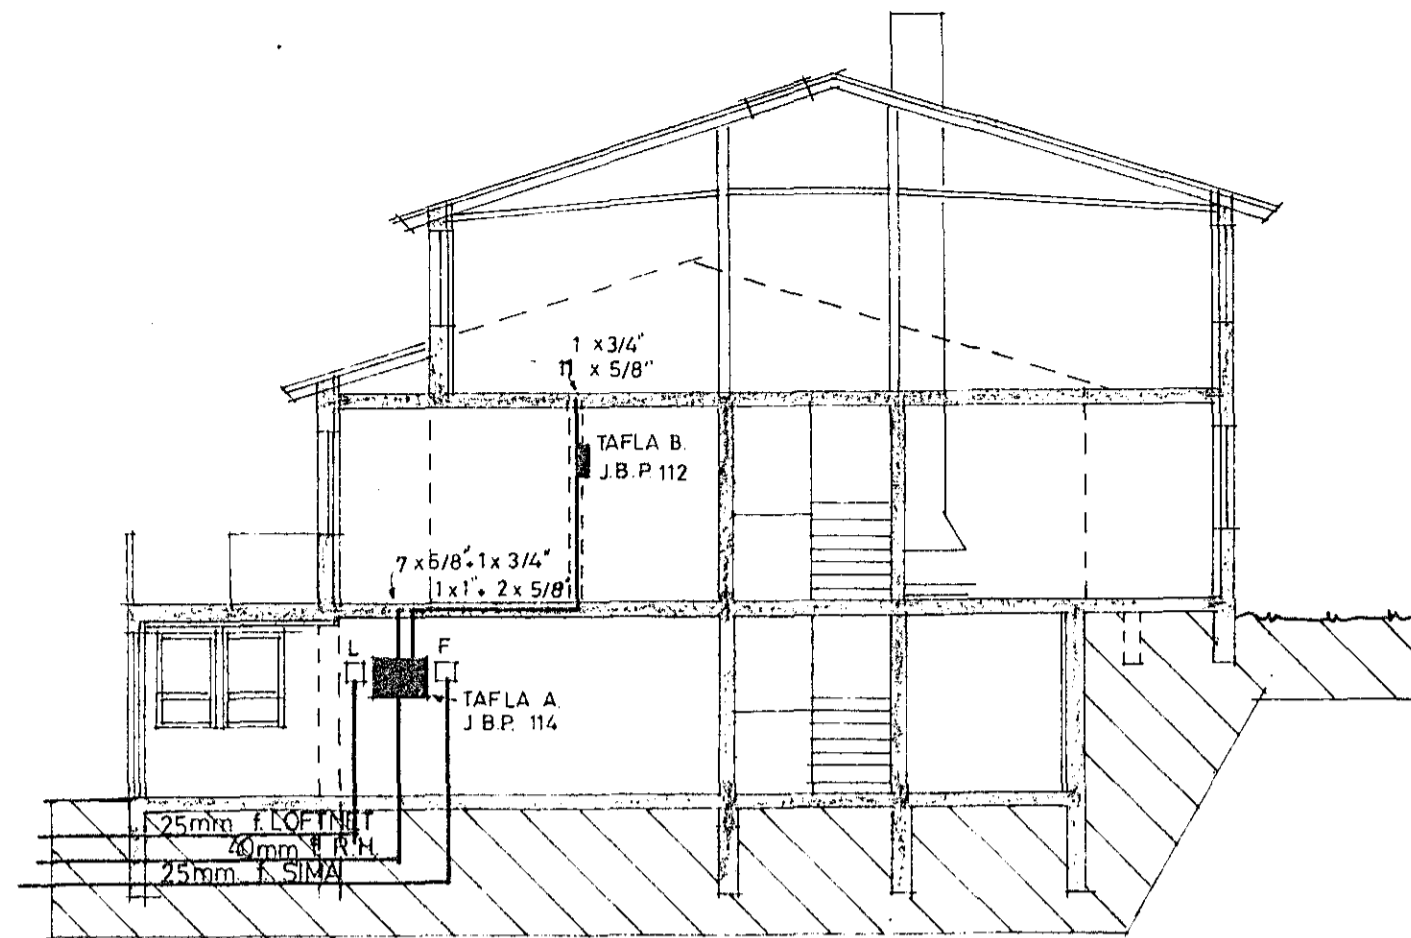 1 x 3/4"
11 x 5/8"
TAFLA B.
J.B.P. 112
7 x 5/8" + 1 x 3/4"
1 x 1" + 2 x 5/8"
L
F
TAFLA A.
J.B.P. 114
25mm f. LOFTNET
40mm f. R.H.
25mm f. SIMA